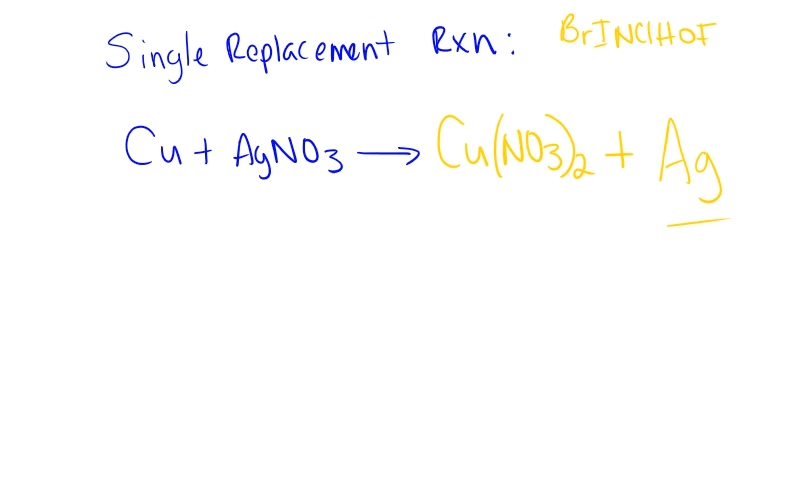 Single Replacement Rxn: BrINClHOF
Cu + AgNO3 → Cu(NO3)2 + Ag